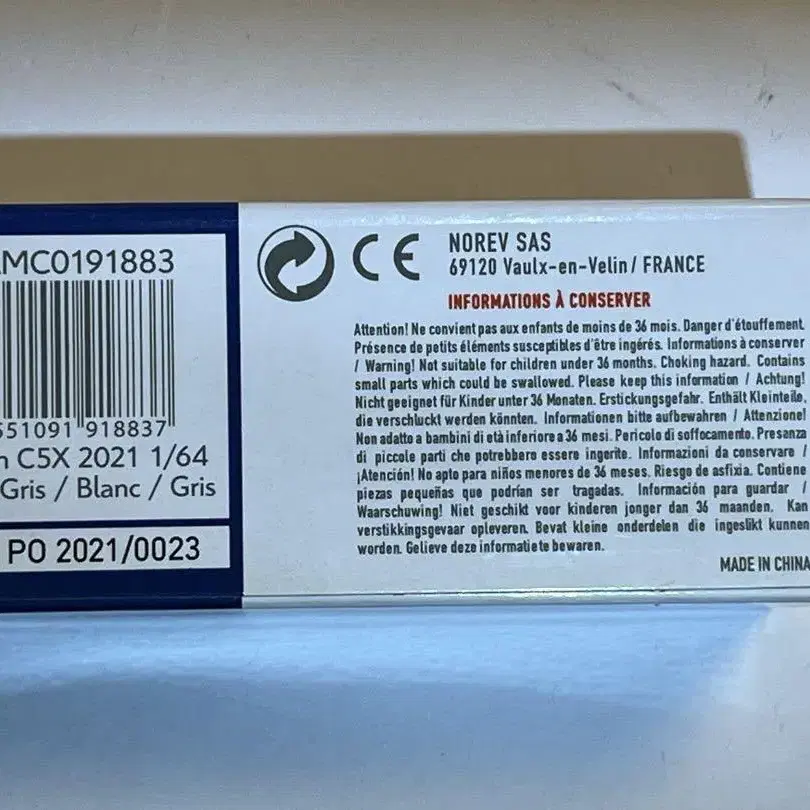 AMC0191883
551091 918837
n C5X 2021 1/64
Gris / Blanc / Gris
PO 2021/0023
CE
NOREV SAS
69120 Vaulx-en-Velin / FRANCE
INFORMATIONS À CONSERVER
Attention! Ne convient pas aux enfants de moins de 36 mois. Danger d'étouffement.
Présence de petits éléments susceptibles d'être ingérés. Informations à conserver
/ Warning! Not suitable for children under 36 months. Choking hazard. Contains
small parts which could be swallowed. Please keep this information / Achtung!
Nicht geeignet für Kinder unter 36 Monaten. Erstickungsgefahr. Enthält Kleinteile,
die verschluckt werden könnten. Informationen bitte aufbewahren / Attenzione!
Non adatto a bambini di età inferiore a 36 mesi. Pericolo di soffocamento. Presanza
di piccole parti che potrebbero essere ingerite. Informazioni da conservare /
¡Atención! No apto para niños menores de 36 meses. Riesgo de asfixia. Contiene
piezas pequeñas que podrían ser tragadas. Información para guardar /
Waarschuwing! Niet geschikt voor kinderen jonger dan 36 maanden. Kan
verstikkingsgevaar opleveren. Bevat kleine onderdelen die ingeslikt kunnen
worden. Gelieve deze informatie te bewaren.
MADE IN CHINA